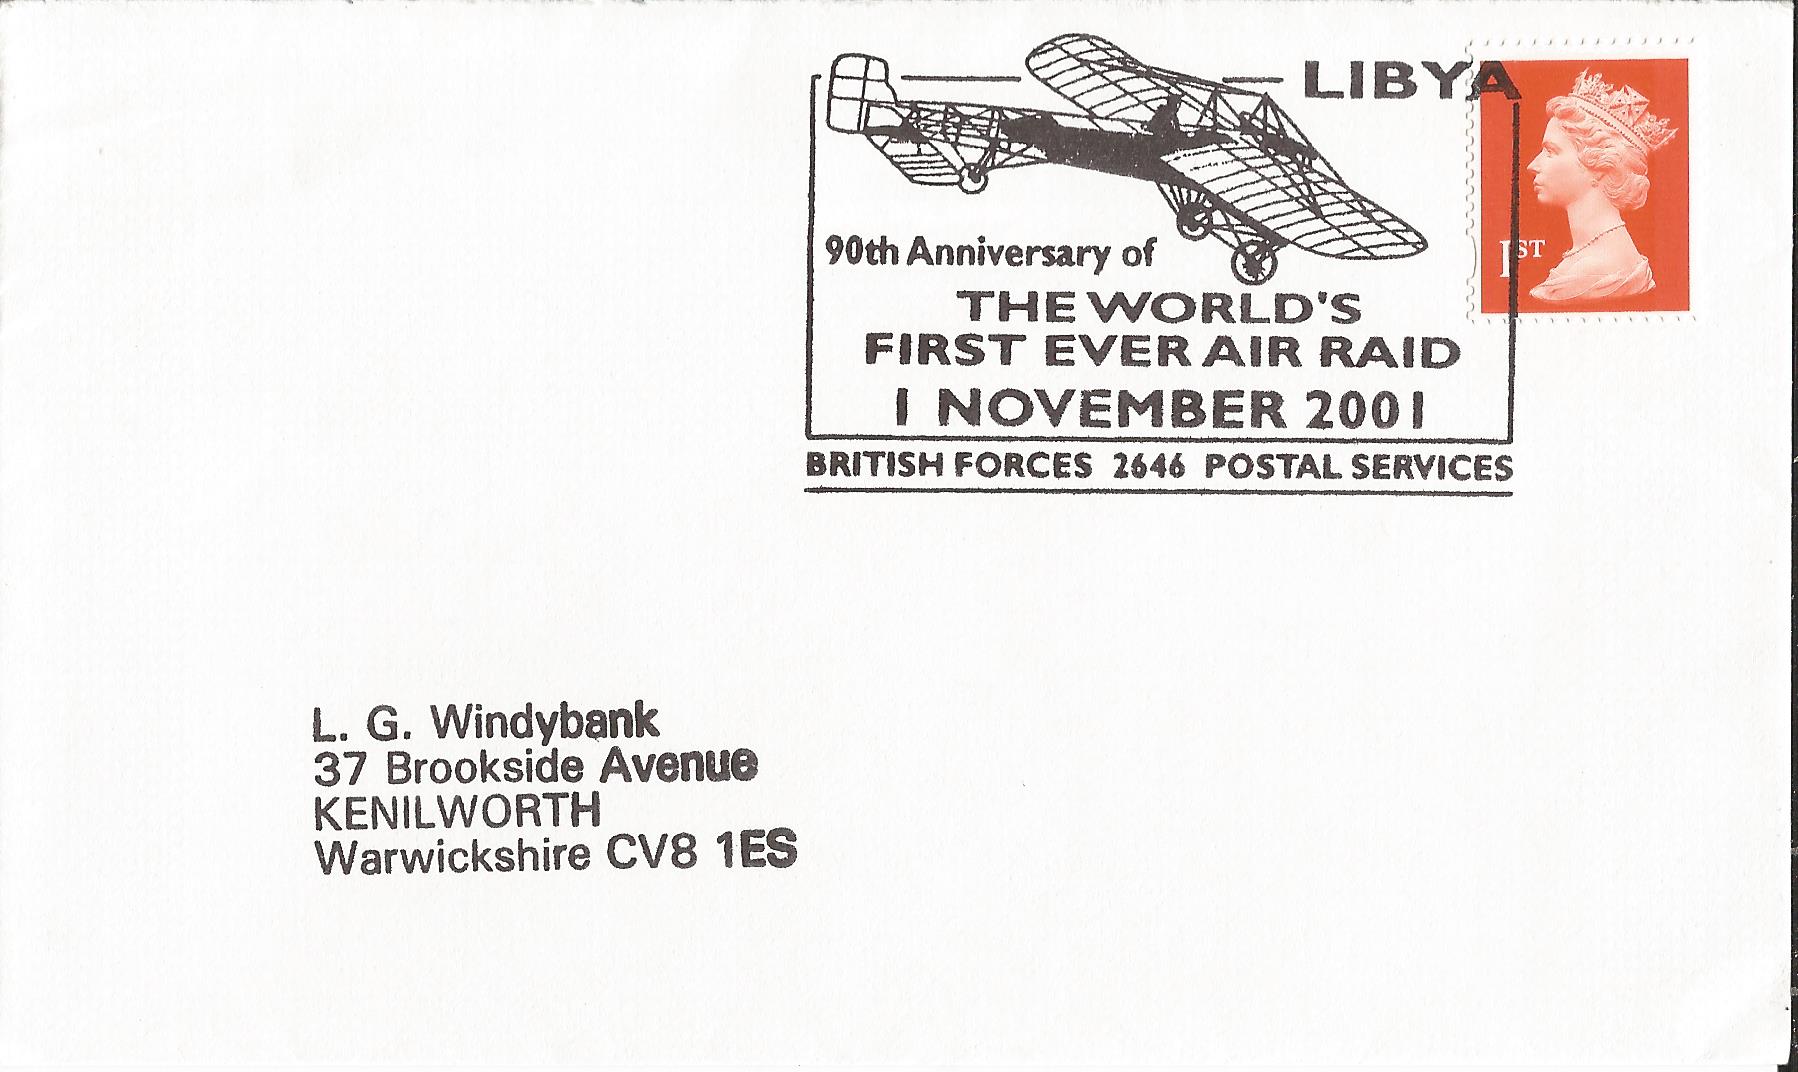 LIBYA
1ST
90th Anniversary of
THE WORLD'S
FIRST EVER AIR RAID
1 NOVEMBER 2001
BRITISH FORCES 2646 POSTAL SERVICES
L. G. Windybank
37 Brookside Avenue
KENILWORTH
Warwickshire CV8 1ES